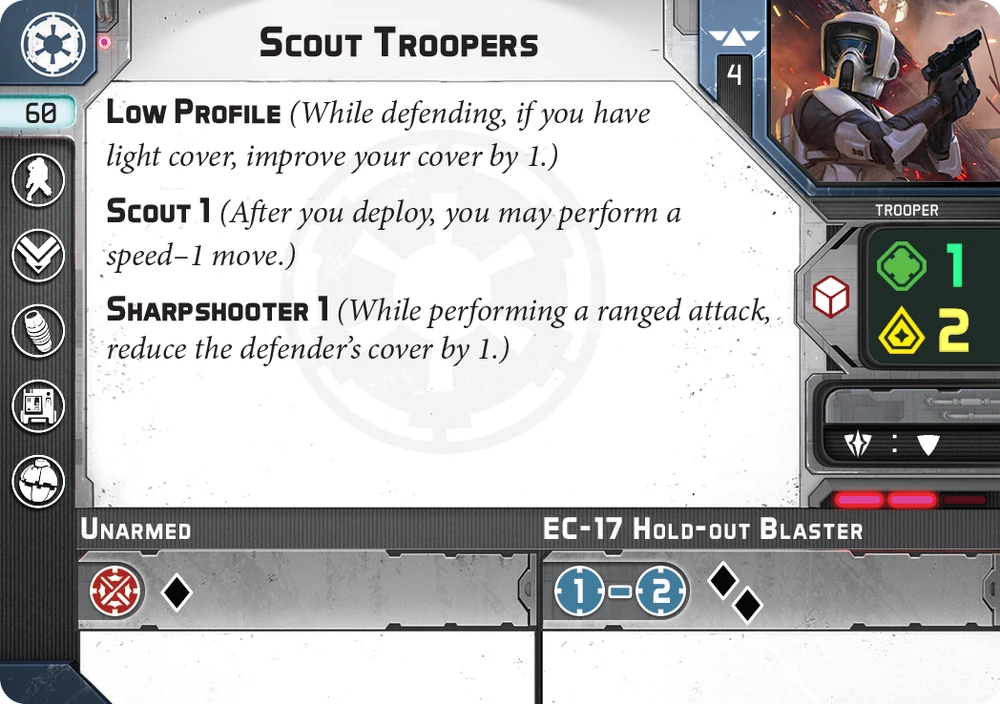 Scout Troopers
4
60
Low Profile (While defending, if you have
light cover, improve your cover by 1.)
Scout 1 (After you deploy, you may perform a
speed–1 move.)
Sharpshooter 1 (While performing a ranged attack,
reduce the defender’s cover by 1.)
TROOPER
1
2
:
Unarmed
EC-17 Hold-out Blaster
1 – 2